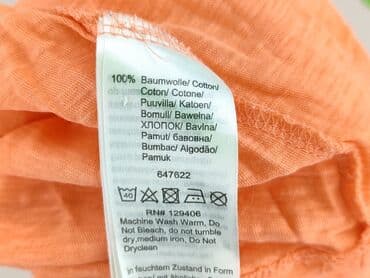 100% Baumwolle/ Cotton/
Coton/ Cotone/
Puuvilla/ Katoen/
Bomull/ Bawełna/
ХЛОПОК/ Bavlna/
Pamut/ бавовна/
Bumbac/ Algodão/
Pamuk
647622
40
RN# 129406
Machine Wash Warm, Do
Not Bleach, do not tumble
dry,medium iron, Do Not
Dryclean
in feuchtem Zustand in Form